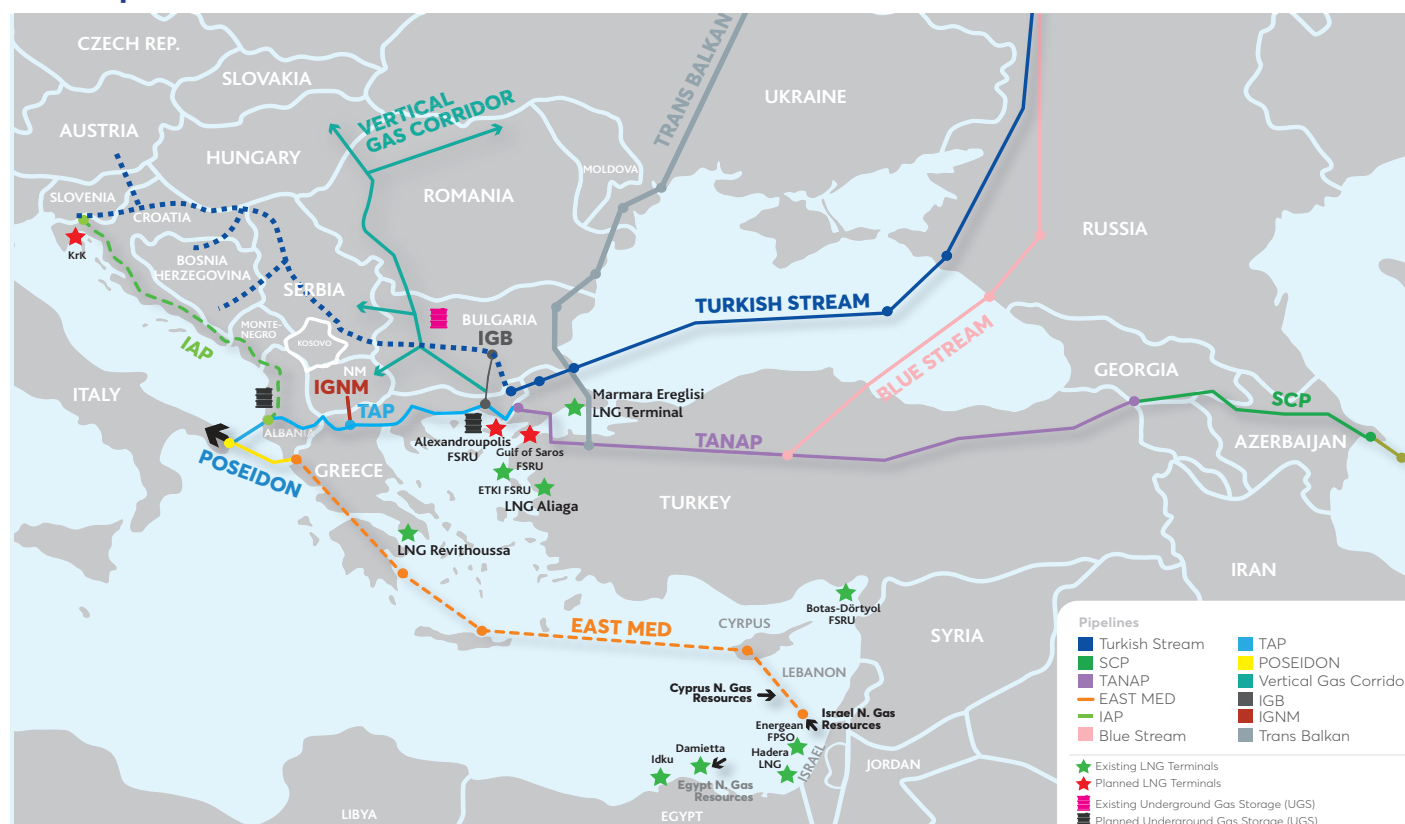 CZECH REP.
SLOVAKIA
UKRAINE
AUSTRIA
HUNGARY
VERTICAL
GAS CORRIDOR
TRANS BALKAN
MOLDOVA
ROMANIA
SLOVENIA
CROATIA
RUSSIA
KrK
BOSNIA
HERZEGOVINA
SERBIA
TURKISH STREAM
BULGARIA
IGB
MONTE-
NEGRO
KOSOVO
IAP
BLUE STREAM
GEORGIA
NM
IGNM
ITALY
TAP
Marmara Ereglisi
LNG Terminal
SCP
ALBANIA
TANAP
AZERBAIJAN
Alexandroupolis
FSRU
Gulf of Saros
FSRU
POSEIDON
GREECE
ETKI FSRU
LNG Aliaga
TURKEY
LNG Revithoussa
IRAN
Botas-Dörtyol
FSRU
EAST MED
CYRPUS
SYRIA
LEBANON
Cyprus N. Gas
Resources
Israel N. Gas
Resources
Energean
FPSO
Damietta
Idku
Hadera
LNG
ISRAEL
JORDAN
Egypt N. Gas
Resources
LIBYA
EGYPT
Pipelines
Turkish Stream
SCP
TANAP
EAST MED
IAP
Blue Stream
TAP
POSEIDON
Vertical Gas Corrido
IGB
IGNM
Trans Balkan
Existing LNG Terminals
Planned LNG Terminals
Existing Underground Gas Storage (UGS)
Planned Underground Gas Storage (UGS)